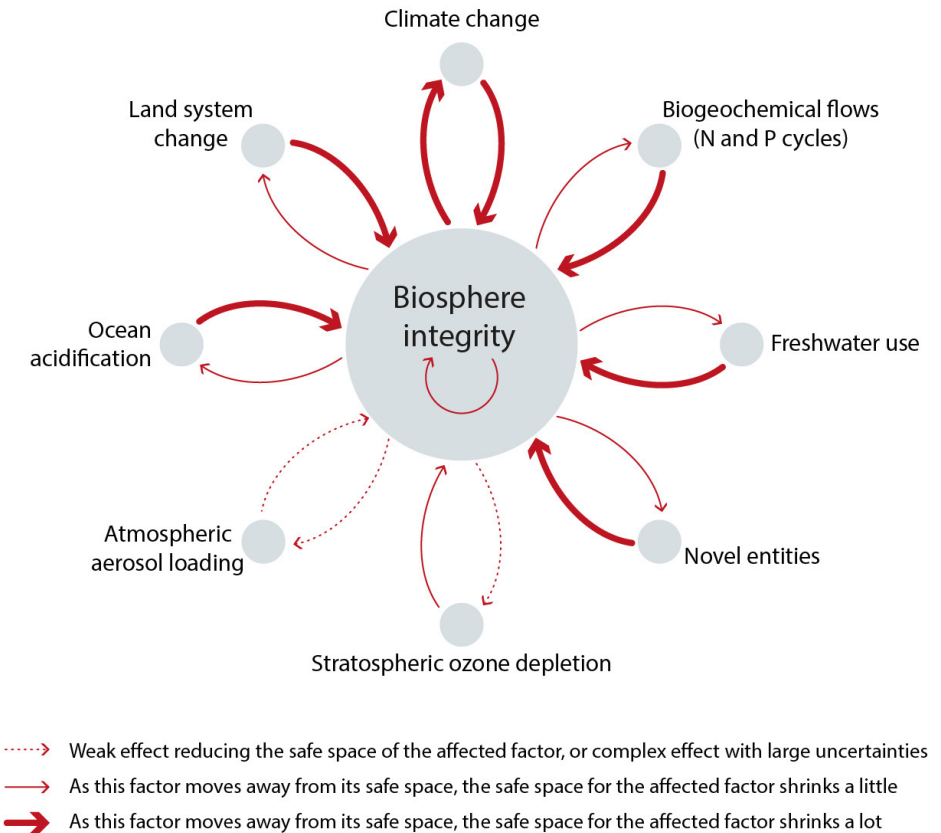 Climate change
Land system
change
Biogeochemical flows
(N and P cycles)
Biosphere
integrity
Ocean
acidification
Freshwater use
Atmospheric
aerosol loading
Novel entities
Stratospheric ozone depletion
Weak effect reducing the safe space of the affected factor, or complex effect with large uncertainties
As this factor moves away from its safe space, the safe space for the affected factor shrinks a little
As this factor moves away from its safe space, the safe space for the affected factor shrinks a lot